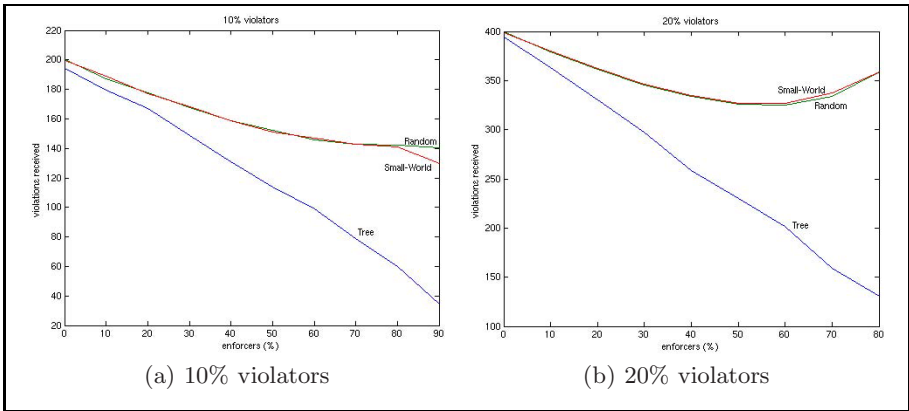 10% violators
violations received
220
200
180
160
140
120
100
80
60
40
20
0 10 20 30 40 50 60 70 80 90
enforcers (%)
Random
Small-World
Tree
(a) 10% violators
20% violators
violations received
400
350
300
250
200
150
100
0 10 20 30 40 50 60 70 80
enforcers (%)
Small-World
Random
Tree
(b) 20% violators